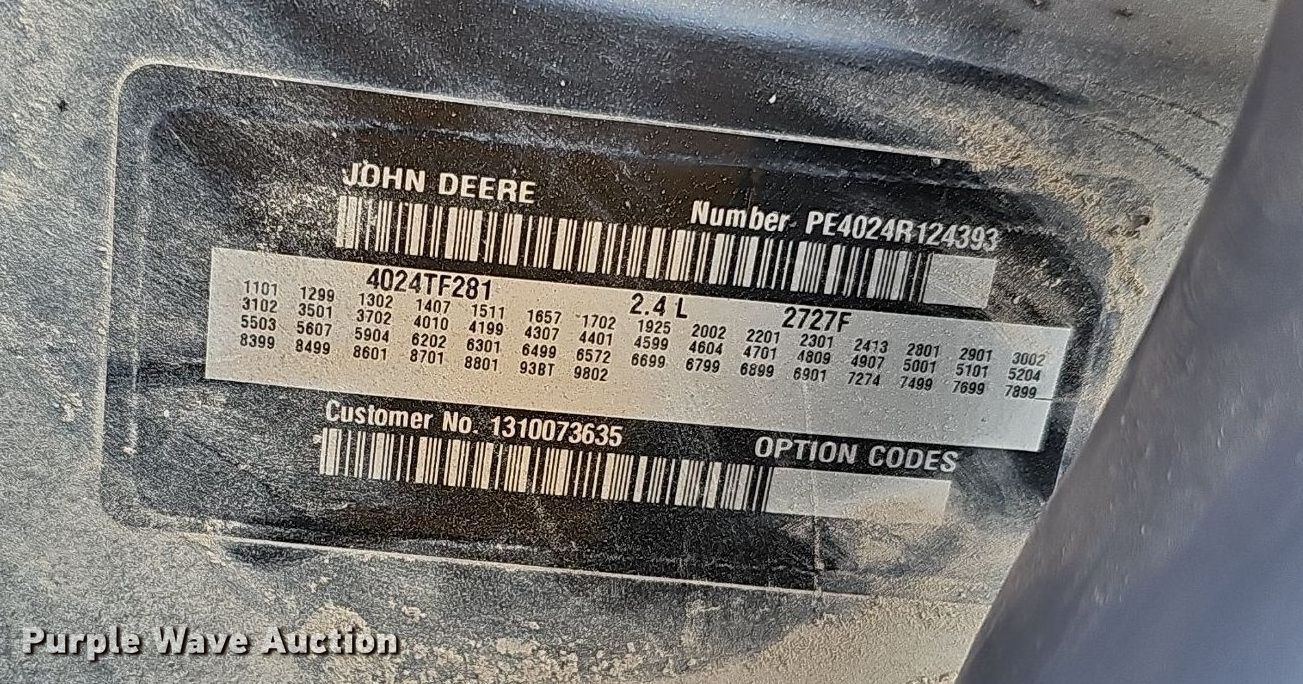 JOHN DEERE
Number PE4024R124393
4024TF281 2.4 L 2727F
1101 1299 1302 1407 1511 1657 1702 1925 2002 2201 2301 2413 2801 2901 3002
3102 3501 3702 4010 4199 4307 4401 4599 4604 4701 4809 4907 5001 5101 5204
5503 5607 5904 6202 6301 6499 6572 6699 6799 6899 6901 7274 7499 7699 7899
8399 8499 8601 8701 8801 93BT 9802
Customer No. 1310073635
OPTION CODES
Purple Wave Auction